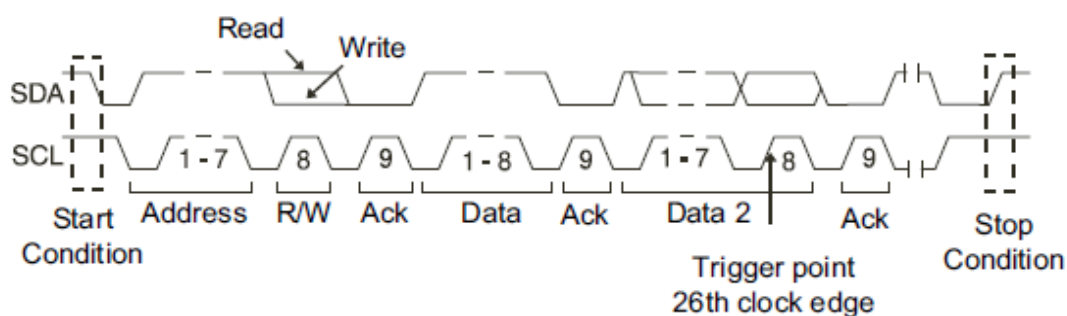 Read
Write
SDA
SCL
1 - 7
8
9
1 - 8
9
1 - 7
8
9
Start
Condition
Address
R/W
Ack
Data
Ack
Data 2
Ack
Stop
Condition
Trigger point
26th clock edge